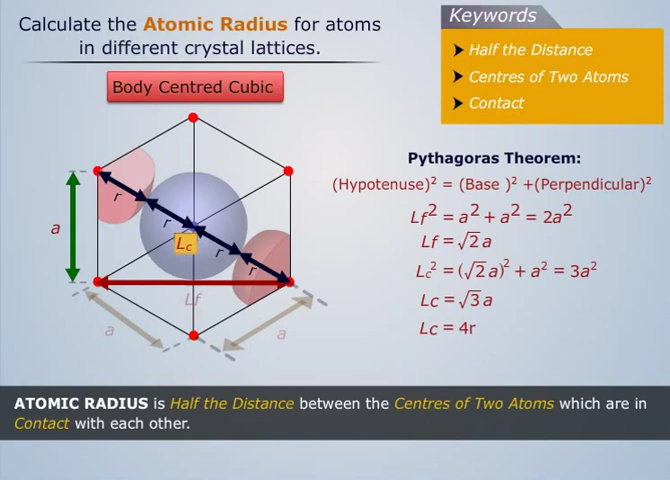 Calculate the Atomic Radius for atoms
in different crystal lattices.
Keywords
Half the Distance
Centres of Two Atoms
Contact
Body Centred Cubic
Pythagoras Theorem:
(Hypotenuse)² = (Base )² +(Perpendicular)²
Lf² = a² + a² = 2a²
Lf = √2 a
Lc² = (√2 a)² + a² = 3a²
Lc = √3 a
Lc = 4r
r
r
a
Lc
r
r
Lf
a
a
ATOMIC RADIUS is Half the Distance between the Centres of Two Atoms which are in
Contact with each other.